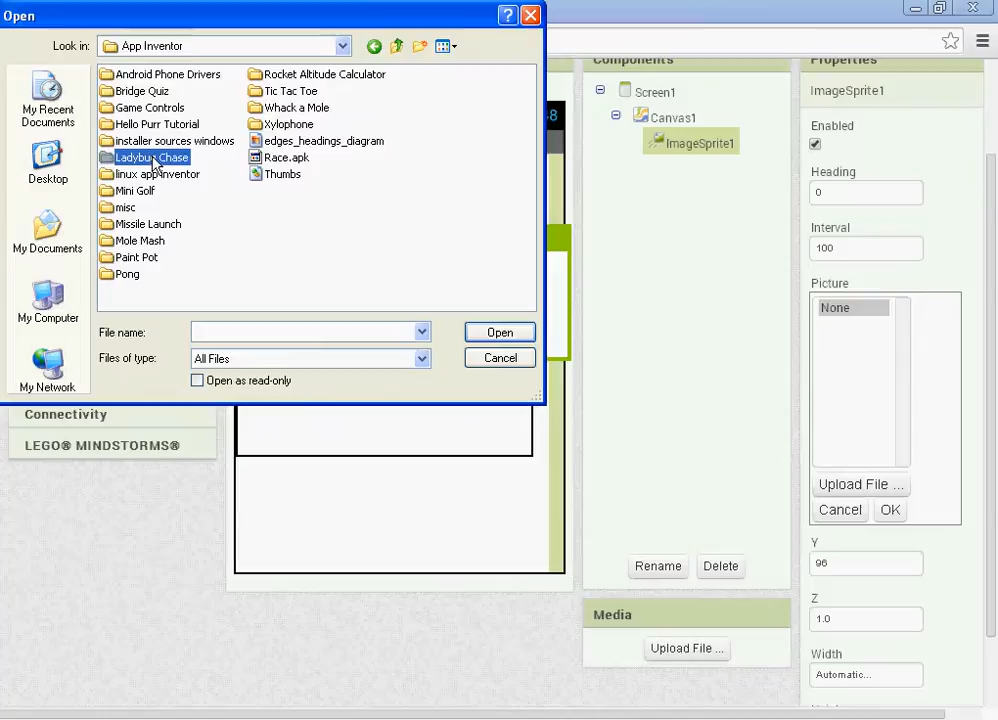 Open
Look in:
App Inventor
My Recent
Documents
Desktop
My Documents
My Computer
My Network
Android Phone Drivers
Bridge Quiz
Game Controls
Hello Purr Tutorial
installer sources windows
Ladybug Chase
linux appinventor
Mini Golf
misc
Missile Launch
Mole Mash
Paint Pot
Pong
Rocket Altitude Calculator
Tic Tac Toe
Whack a Mole
Xylophone
edges_headings_diagram
Race.apk
Thumbs
File name:
Open
Files of type:
All Files
Cancel
Open as read-only
Connectivity
LEGO® MINDSTORMS®
8
Components
Screen1
Canvas1
ImageSprite1
Rename
Delete
Media
Upload File ...
Properties
ImageSprite1
Enabled
Heading
0
Interval
100
Picture
None
Upload File ...
Cancel
OK
Y
96
Z
1.0
Width
Automatic...